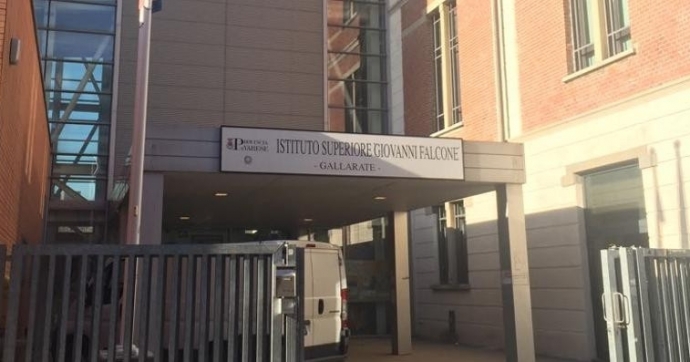 PROVINCIA
DI VARESE
ISTITUTO SUPERIORE GIOVANNI FALCONE
- GALLARATE -